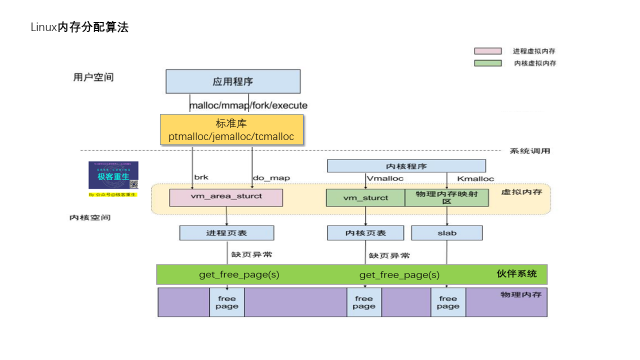 Linux内存分配算法
进程虚拟内存
内核虚拟内存
用户空间
应用程序
malloc/mmap/fork/execute
标准库
ptmalloc/jemalloc/tcmalloc
系统调用
内核程序
极客重生
brk
do_map
Vmalloc
Kmalloc
虚拟内存
vm_area_sturct
vm_sturct
物理内存映射
区
内核空间
进程页表
内核页表
slab
缺页异常
缺页异常
get_free_page(s)
get_free_page(s)
伙伴系统
物理内存
free
page
free
page
free
page